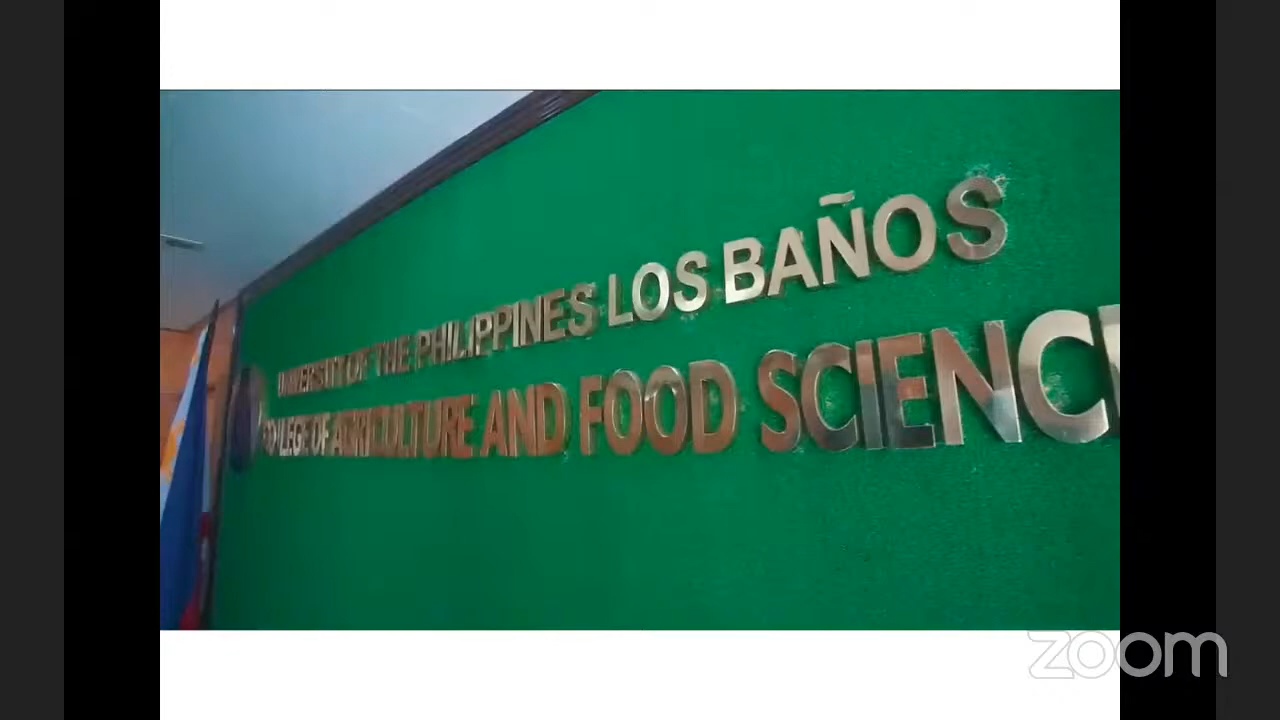 UNIVERSITY OF THE PHILIPPINES LOS BAÑOS
COLLEGE OF AGRICULTURE AND FOOD SCIENC
zoom